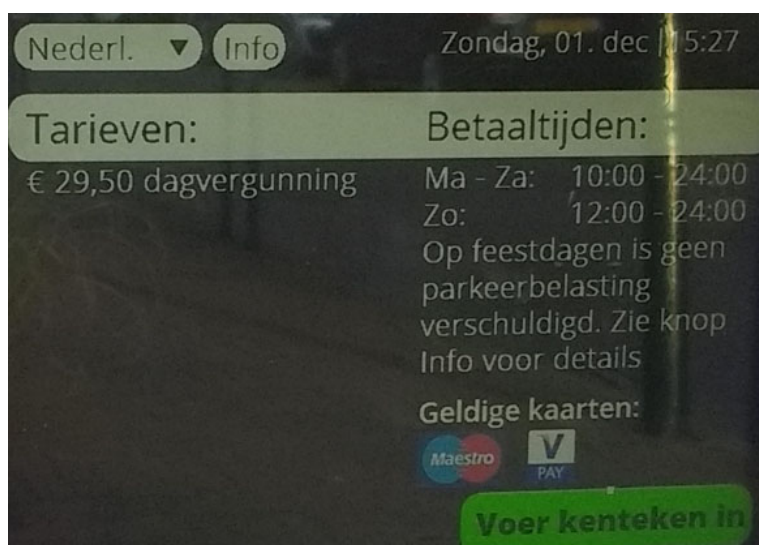 Nederl. ▼ Info Zondag, 01. dec | 15:27
Tarieven: Betaaltijden:
€ 29,50 dagvergunning Ma - Za: 10:00 - 24:00
Zo: 12:00 - 24:00
Op feestdagen is geen
parkeerbelasting
verschuldigd. Zie knop
Info voor details
Geldige kaarten:
Maestro V
PAY
Voer kenteken in